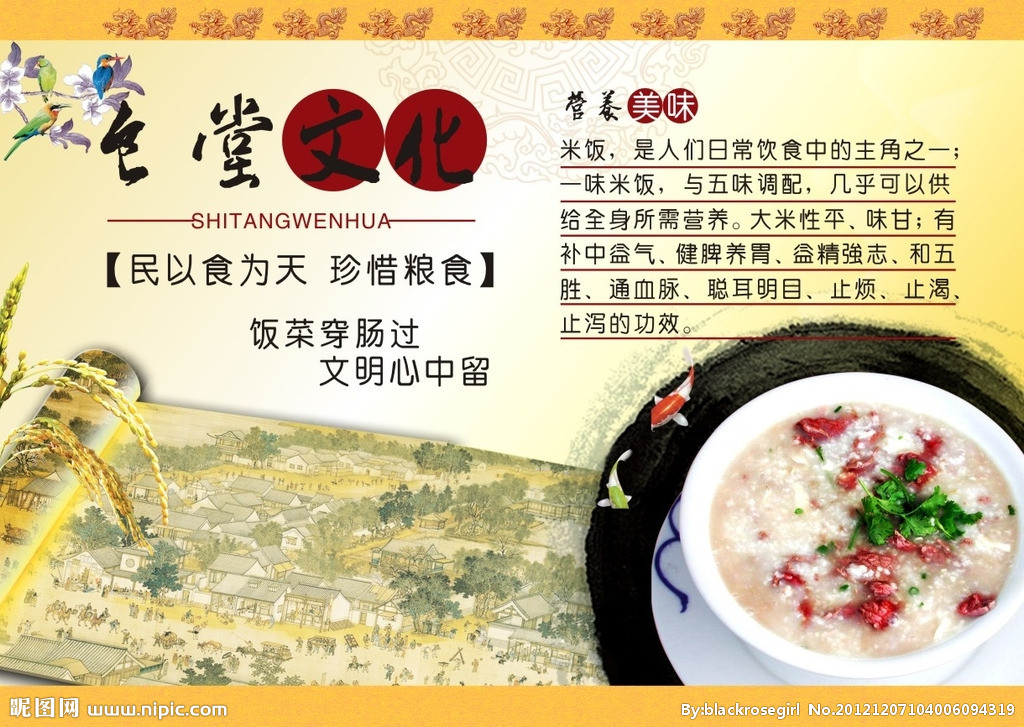 食堂文化
SHITANGWENHUA
【民以食为天 珍惜粮食】
饭菜穿肠过
文明心中留
营养美味
米饭，是人们日常饮食中的主角之一；
一味米饭，与五味调配，几乎可以供
给全身所需营养。大米性平、味甘；有
补中益气、健脾养胃、益精強志、和五
胜、通血脉、聪耳明目、止烦、止渴、
止泻的功效。
昵图网 www.nipic.com
By:blackrosegirl No.20121207104006094319